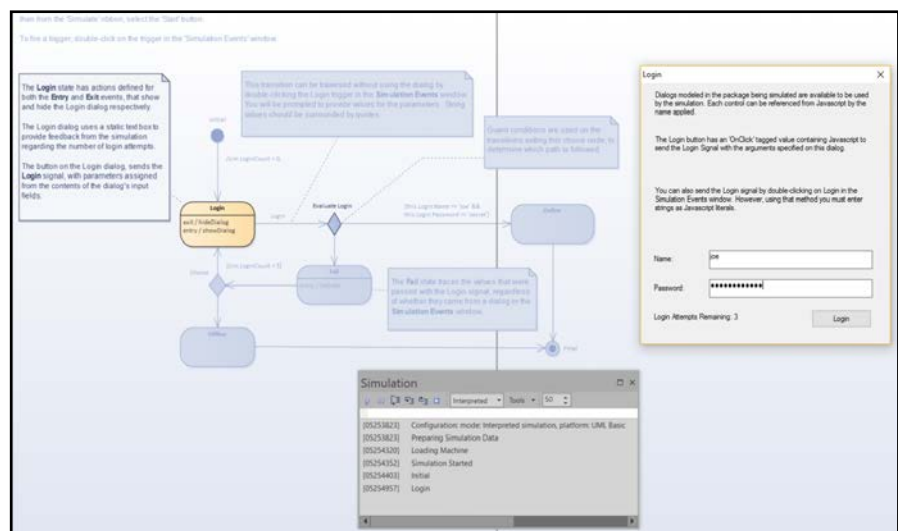 then from the 'Simulate' ribbon, select the 'Start' button.
To fire a trigger, double-click on the trigger in the 'Simulation Events' window.
The Login state has actions defined for
both the Entry and Exit events, that show
and hide the Login dialog respectively.
The Login dialog uses a static text box to
provide feedback from the simulation
regarding the number of login attempts.
The button on the Login dialog, sends the
Login signal, with parameters assigned
from the contents of the dialog's input
fields.
This transition can be traversed without using the dialog by
double-clicking the Login trigger in the Simulation Events window.
You will be prompted to provide values for the parameters. String
values should be surrounded by quotes.
Guard conditions are used on the
transitions exiting this choice node, to
determine which path is followed.
Initial
Login
exit / hideDialog
entry / showDialog
Login
Evaluate Login
Fail
The Fail state traces the values that were
passed with the Login signal, regardless
of whether they came from a dialog or the
Simulation Events window.
Final
Login
Dialogs modeled in the package being simulated are available to be used
by the simulation. Each control can be referenced from Javascript by the
name applied.
The Login button has an 'OnClick' tagged value containing Javascript to
send the Login Signal with the arguments specified on this dialog.
You can also send the Login signal by double-clicking on Login in the
Simulation Events window. However, using that method you must enter
strings as Javascript literals.
Name: joe
Password:
Login Attempts Remaining: 3 Login
Simulation
Interpreted Tools 50
[05253823] Configuration: mode: Interpreted simulation, platform: UML Basic
[05253823] Preparing Simulation Data
[05254320] Loading Machine
[05254352] Simulation Started
[05254403] Initial
[05254957] Login